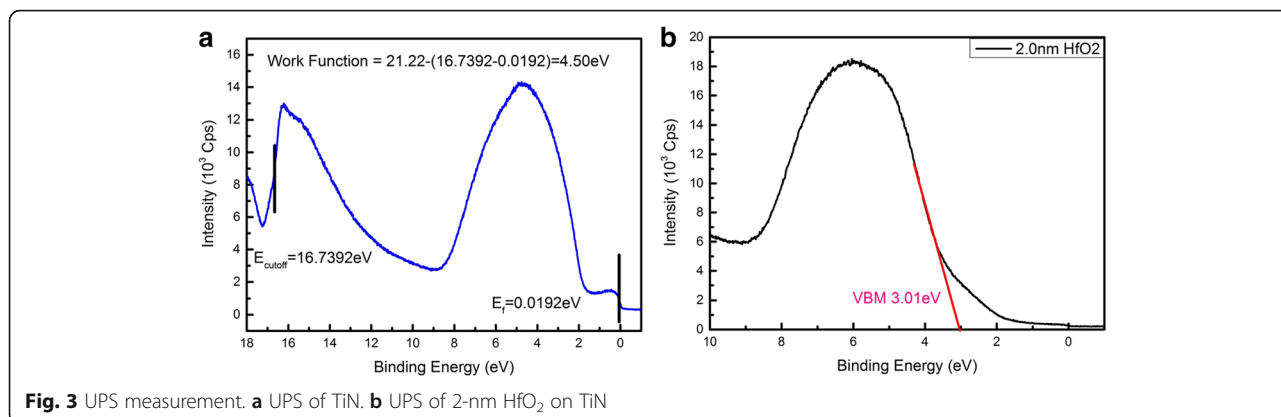 a
Work Function = 21.22-(16.7392-0.0192)=4.50eV
16
14
12
10
8
6
4
2
0
Intensity (10³ Cps)
E_cutoff=16.7392eV
E_f=0.0192eV
18 16 14 12 10 8 6 4 2 0
Binding Energy (eV)
b
2.0nm HfO2
20
18
16
14
12
10
8
6
4
2
0
Intensity (10³ Cps)
VBM 3.01eV
10 8 6 4 2 0
Binding Energy (eV)
Fig. 3 UPS measurement. a UPS of TiN. b UPS of 2-nm HfO₂ on TiN